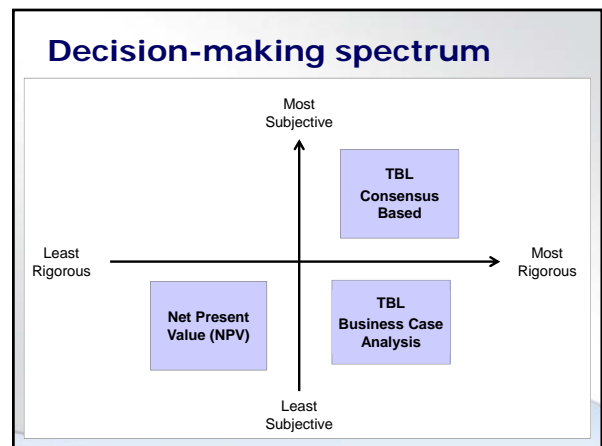 Decision-making spectrum
Most
Subjective
TBL
Consensus
Based
Least
Rigorous
Most
Rigorous
Net Present
Value (NPV)
TBL
Business Case
Analysis
Least
Subjective